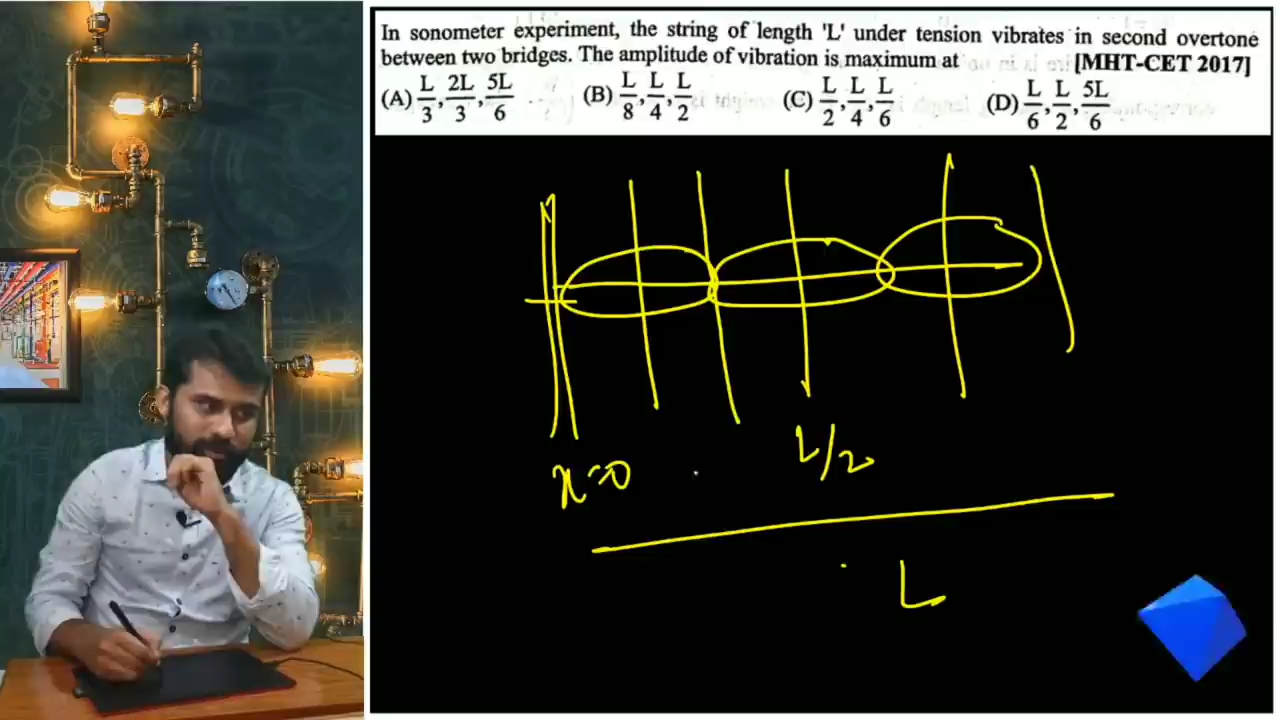 In sonometer experiment, the string of length 'L' under tension vibrates in second overtone
between two bridges. The amplitude of vibration is maximum at [MHT-CET 2017]
(A) L/3, 2L/3, 5L/6 (B) L/8, L/4, L/2 (C) L/2, L/4, L/6 (D) L/6, L/2, 5L/6
x=0 L/2
L